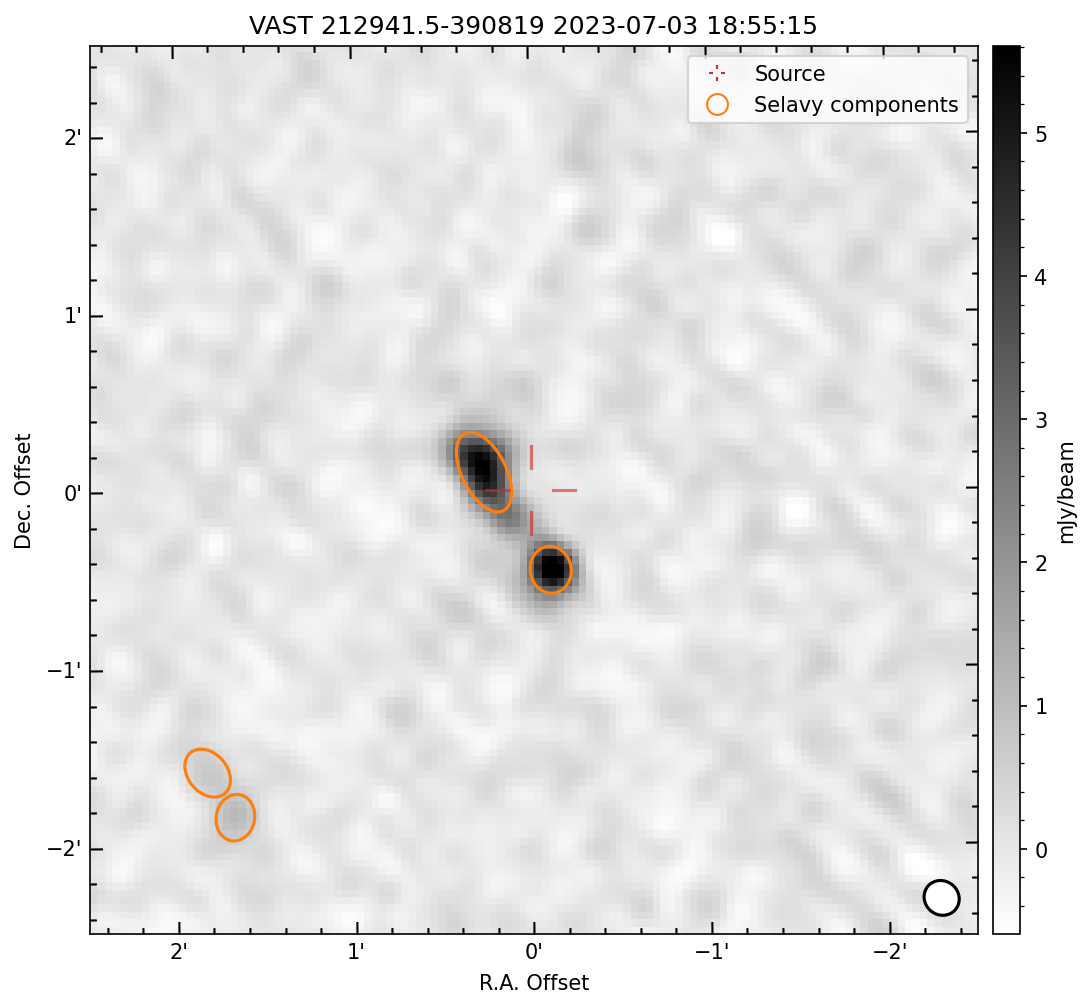 VAST 212941.5-390819 2023-07-03 18:55:15
Source
Selavy components
2'
1'
0'
−1'
−2'
Dec. Offset
2'
1'
0'
−1'
−2'
R.A. Offset
5
4
3
2
1
0
mJy/beam